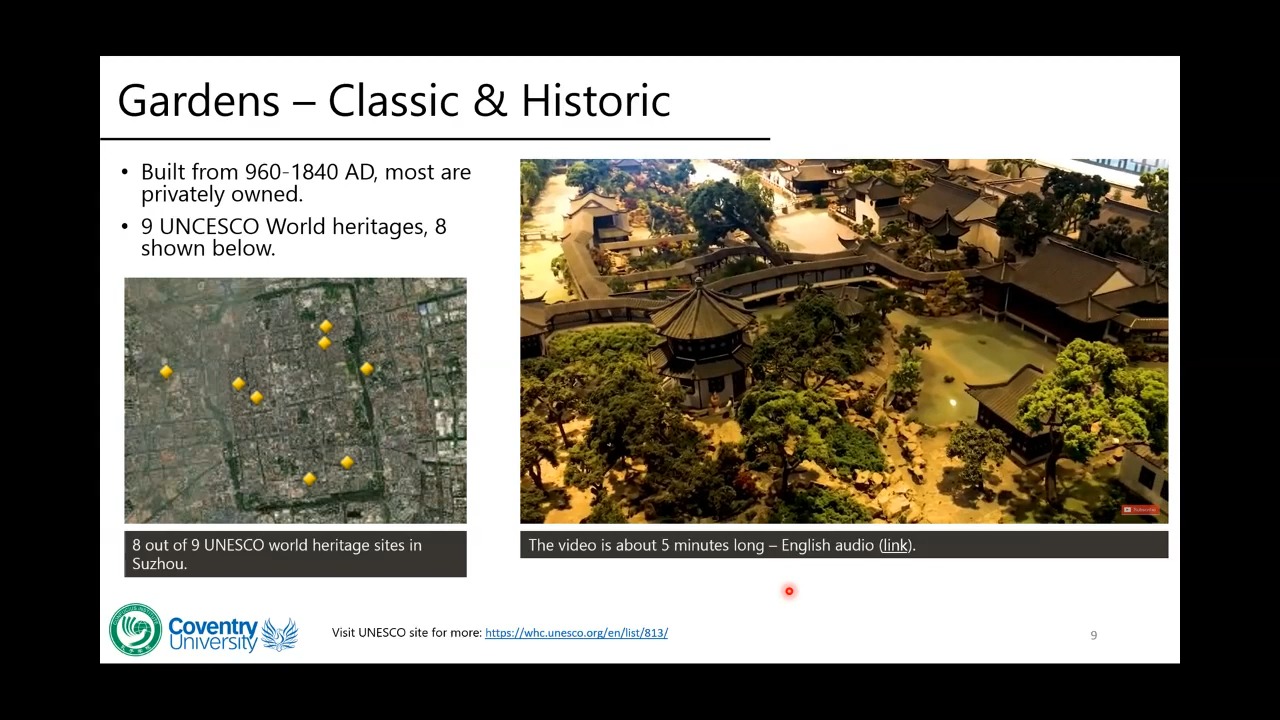 Gardens – Classic & Historic
• Built from 960-1840 AD, most are
privately owned.
• 9 UNCESCO World heritages, 8
shown below.
8 out of 9 UNESCO world heritage sites in
Suzhou.
The video is about 5 minutes long – English audio (link).
Coventry
University
Visit UNESCO site for more: https://whc.unesco.org/en/list/813/
9